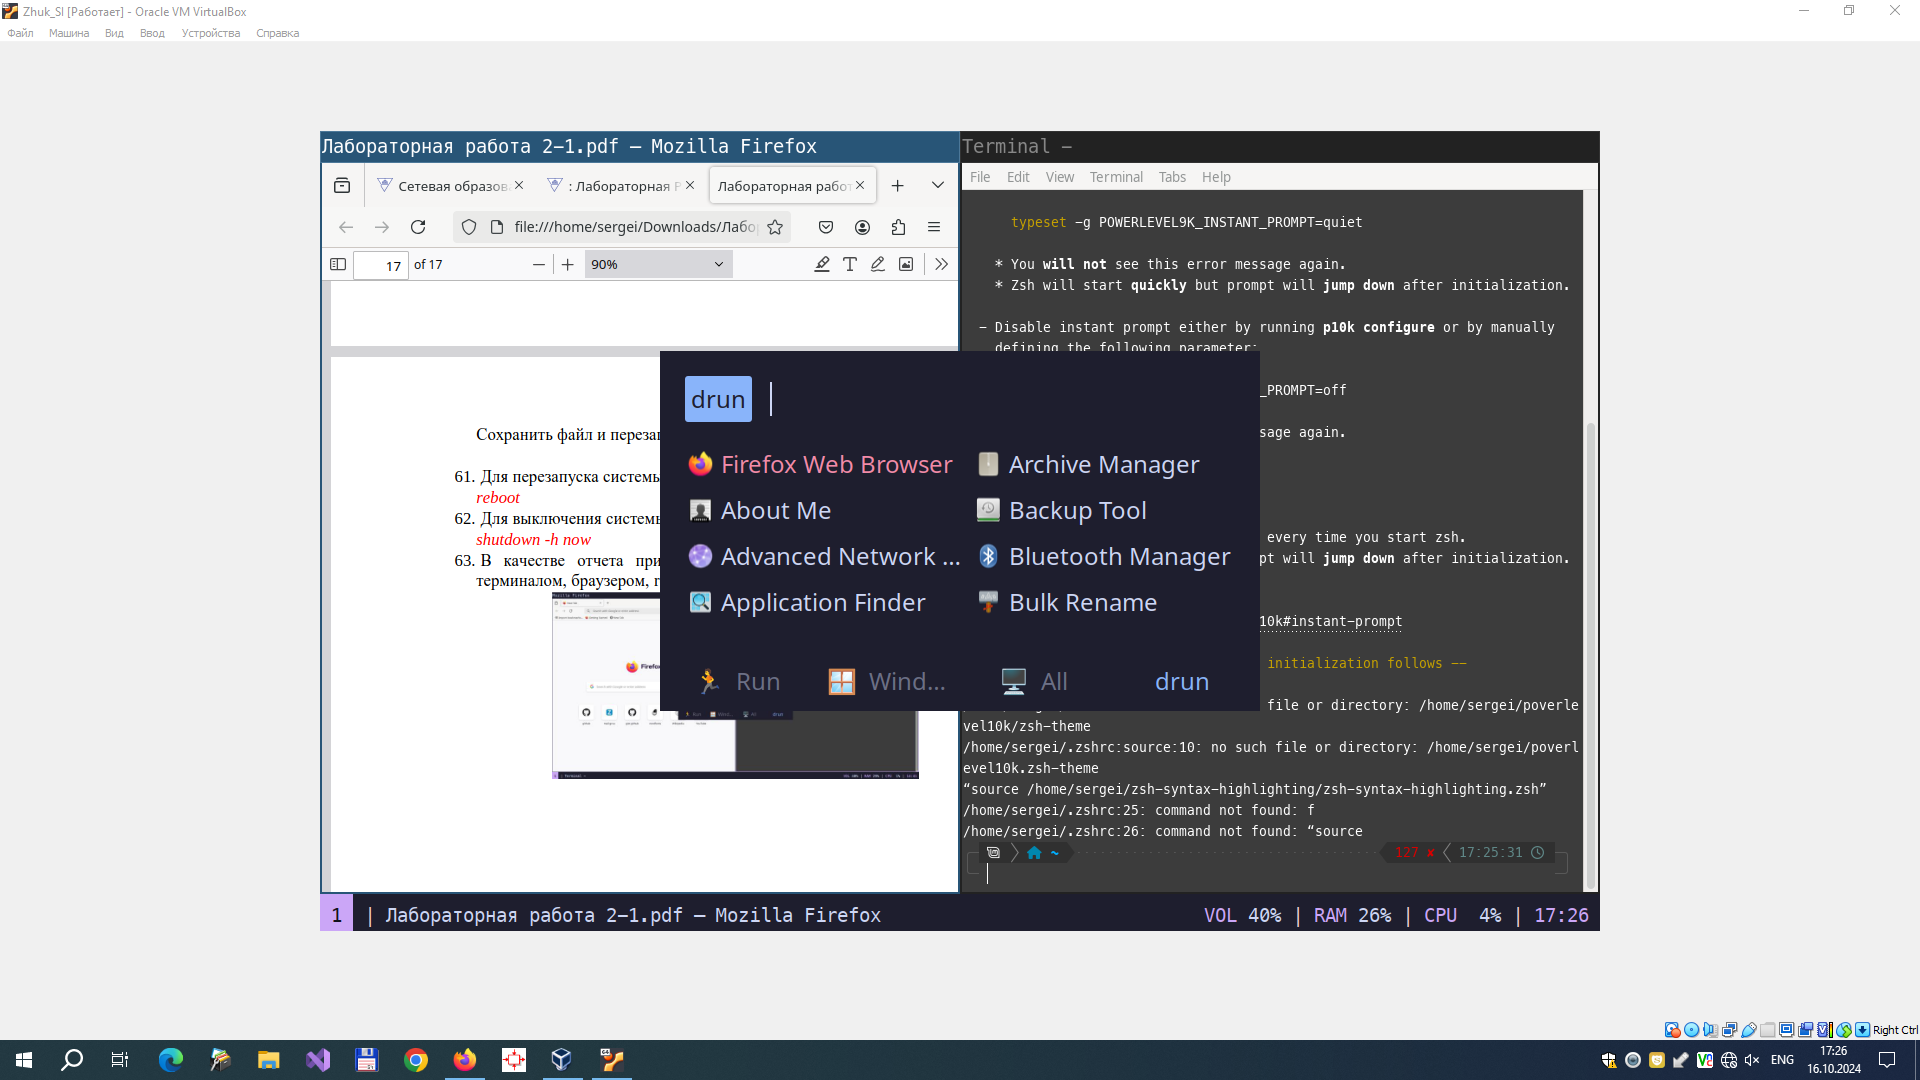 Zhuk_SI [Работает] - Oracle VM VirtualBox
Файл Машина Вид Ввод Устройства Справка
Лабораторная работа 2-1.pdf — Mozilla Firefox
Сетевая образов
: Лабораторная Р
Лабораторная работ
file:///home/sergei/Downloads/Лабо
17 of 17
90%
Сохранить файл и переза
61. Для перезапуска системы
reboot
62. Для выключения системы
shutdown -h now
63. В качестве отчета при
терминалом, браузером, г
Terminal -
File Edit View Terminal Tabs Help
typeset -g POWERLEVEL9K_INSTANT_PROMPT=quiet
* You will not see this error message again.
* Zsh will start quickly but prompt will jump down after initialization.
- Disable instant prompt either by running p10k configure or by manually
defining the following parameter:
_PROMPT=off
sage again.
every time you start zsh.
pt will jump down after initialization.
10k#instant-prompt
initialization follows --
file or directory: /home/sergei/poverle
vel10k/zsh-theme
/home/sergei/.zshrc:source:10: no such file or directory: /home/sergei/poverl
evel10k.zsh-theme
“source /home/sergei/zsh-syntax-highlighting/zsh-syntax-highlighting.zsh”
/home/sergei/.zshrc:25: command not found: f
/home/sergei/.zshrc:26: command not found: “source
~ 127 ✘ 17:25:31
drun
Firefox Web Browser
Archive Manager
About Me
Backup Tool
Advanced Network ...
Bluetooth Manager
Application Finder
Bulk Rename
Run Wind... All drun
1 | Лабораторная работа 2-1.pdf — Mozilla Firefox
VOL 40% | RAM 26% | CPU 4% | 17:26
Right Ctrl
ENG
17:26
16.10.2024